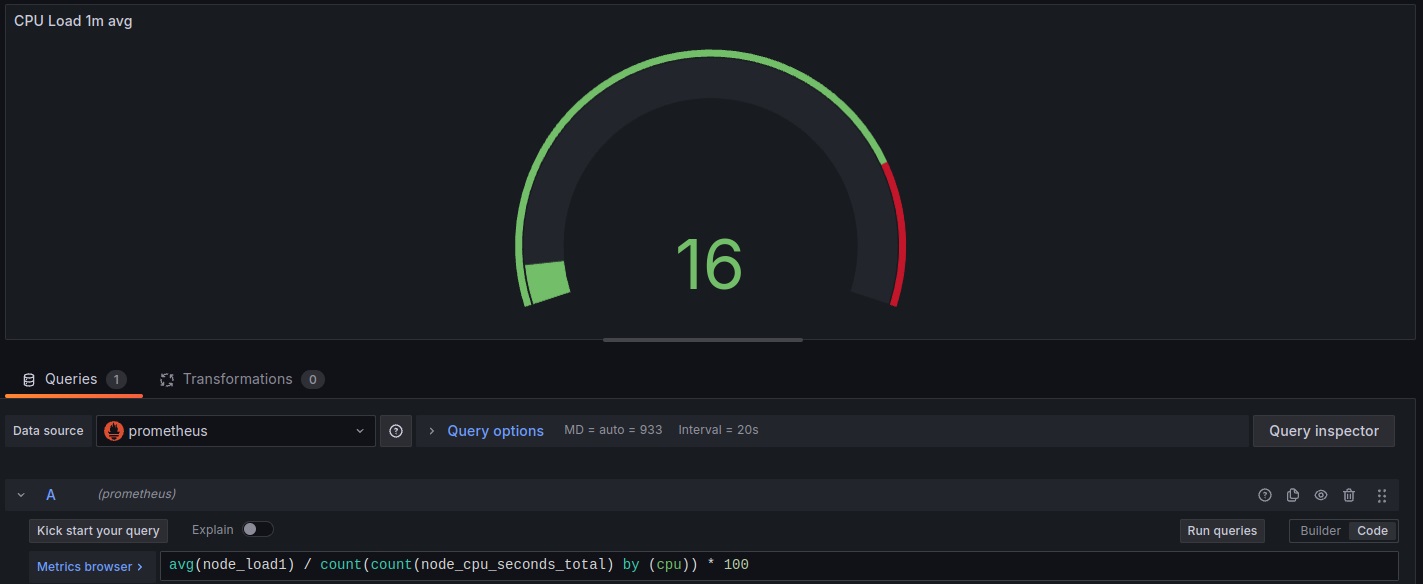 CPU Load 1m avg
16
Queries 1 Transformations 0
Data source prometheus Query options MD = auto = 933 Interval = 20s Query inspector
A (prometheus)
Kick start your query Explain Run queries Builder Code
Metrics browser > avg(node_load1) / count(count(node_cpu_seconds_total) by (cpu)) * 100